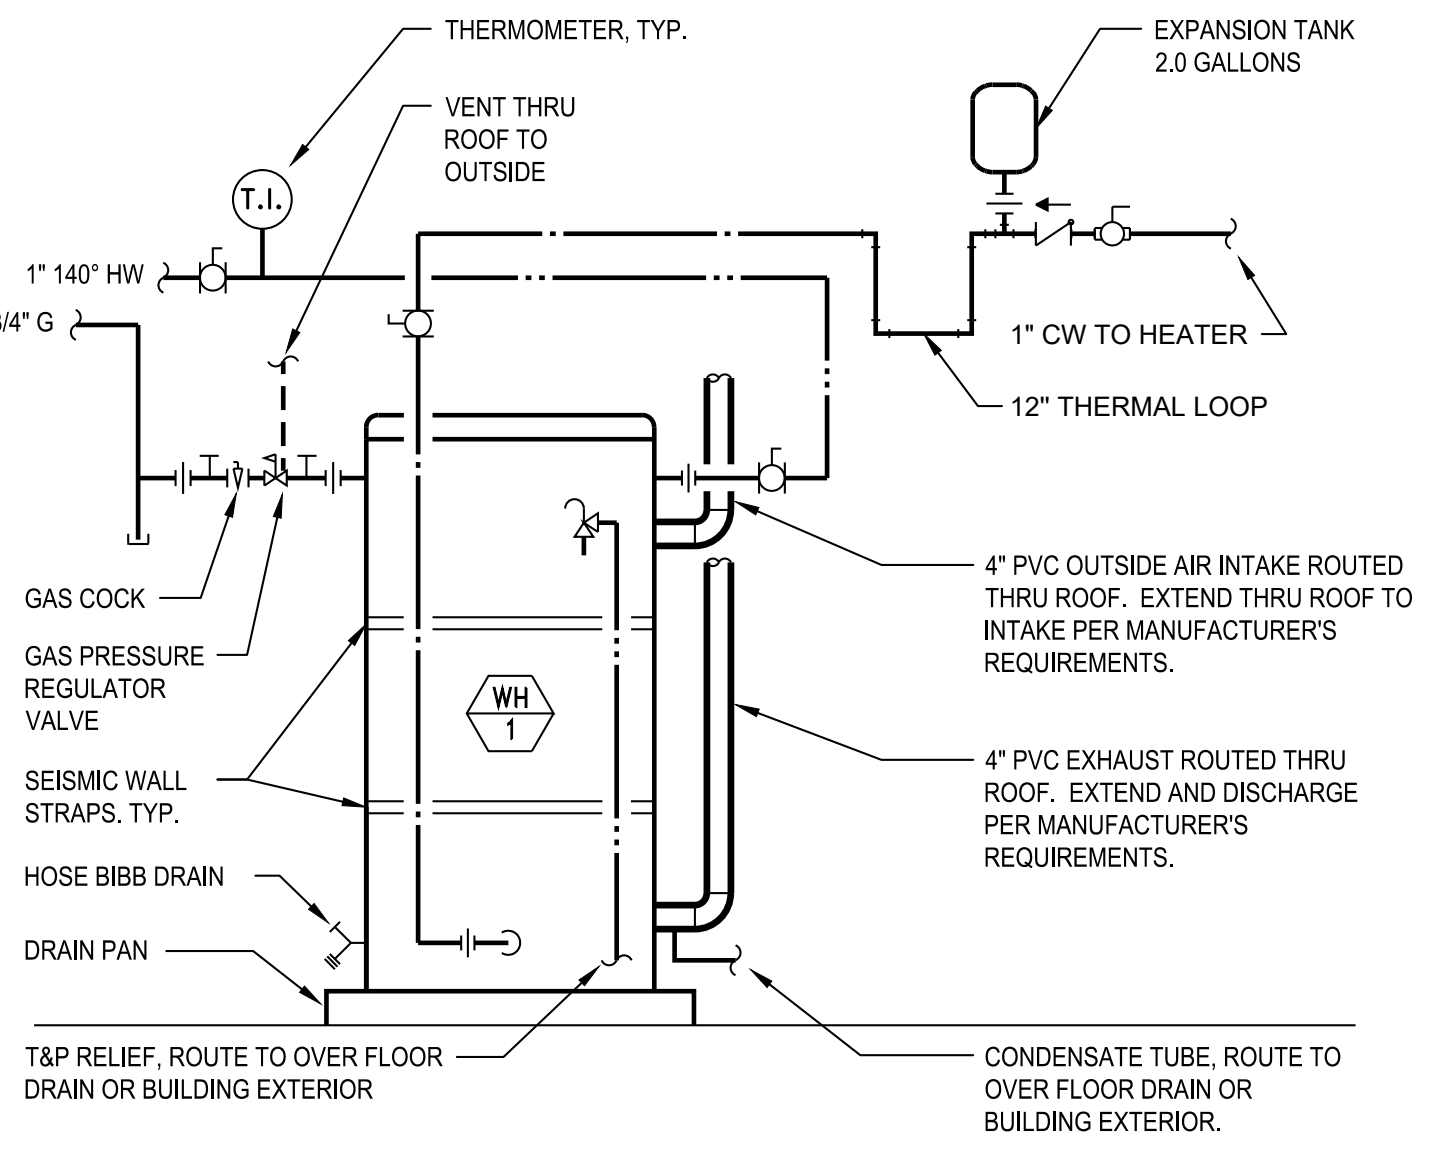 THERMOMETER, TYP.
EXPANSION TANK
2.0 GALLONS
VENT THRU
ROOF TO
OUTSIDE
T.I.
1" 140° HW
3/4" G
1" CW TO HEATER
12" THERMAL LOOP
GAS COCK
GAS PRESSURE
REGULATOR
VALVE
4" PVC OUTSIDE AIR INTAKE ROUTED
THRU ROOF. EXTEND THRU ROOF TO
INTAKE PER MANUFACTURER'S
REQUIREMENTS.
WH
1
SEISMIC WALL
STRAPS. TYP.
4" PVC EXHAUST ROUTED THRU
ROOF. EXTEND AND DISCHARGE
PER MANUFACTURER'S
REQUIREMENTS.
HOSE BIBB DRAIN
DRAIN PAN
T&P RELIEF, ROUTE TO OVER FLOOR
DRAIN OR BUILDING EXTERIOR
CONDENSATE TUBE, ROUTE TO
OVER FLOOR DRAIN OR
BUILDING EXTERIOR.